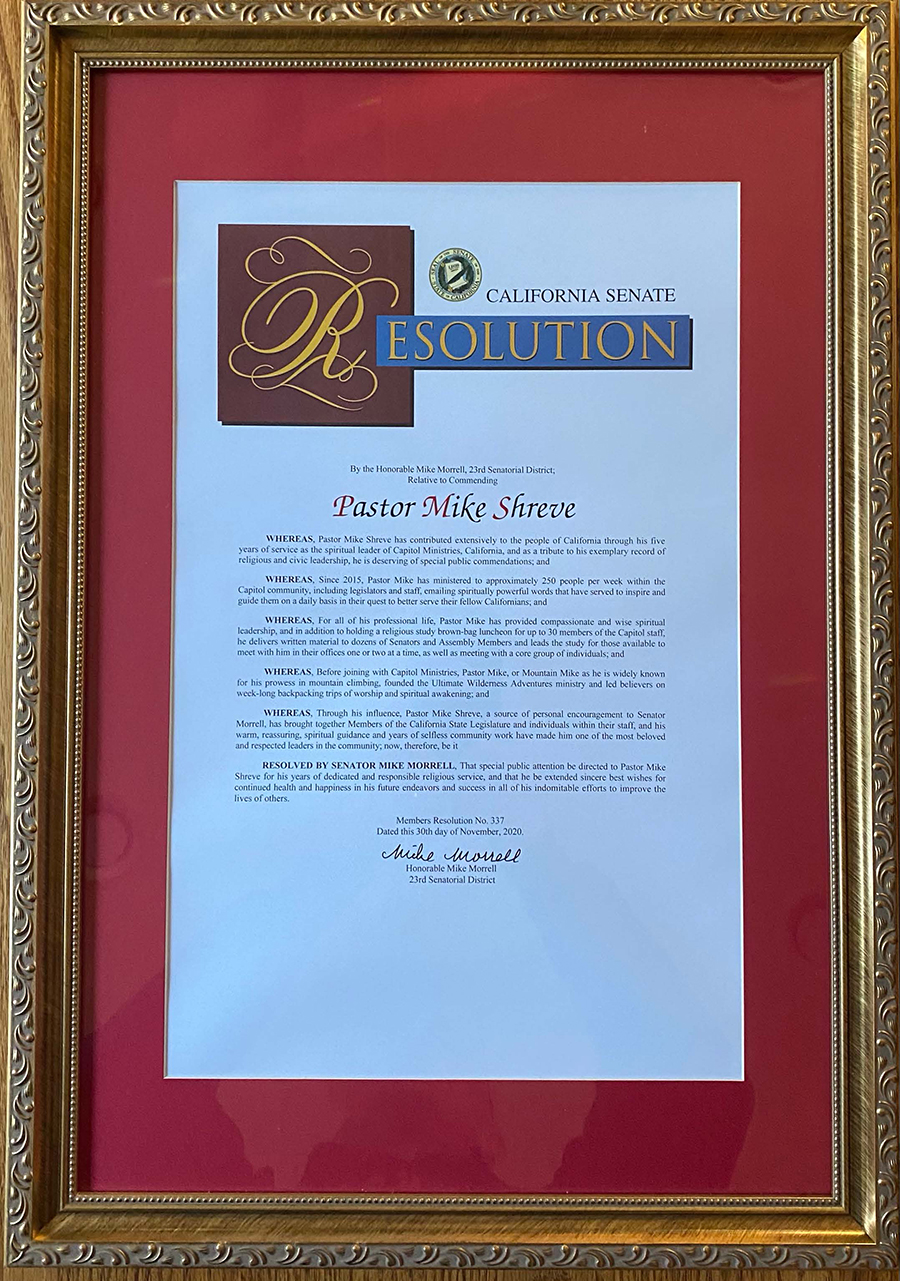 CALIFORNIA SENATE
RESOLUTION
By the Honorable Mike Morrell, 23rd Senatorial District;
Relative to Commending
Pastor Mike Shreve
WHEREAS, Pastor Mike Shreve has contributed extensively to the people of California through his five
years of service as the spiritual leader of Capitol Ministries, California, and as a tribute to his exemplary record of
religious and civic leadership, he is deserving of special public commendations; and
WHEREAS, Since 2015, Pastor Mike has ministered to approximately 250 people per week within the
Capitol community, including legislators and staff, emailing spiritually powerful words that have served to inspire and
guide them on a daily basis in their quest to better serve their fellow Californians; and
WHEREAS, For all of his professional life, Pastor Mike has provided compassionate and wise spiritual
leadership, and in addition to holding a religious study brown-bag luncheon for up to 30 members of the Capitol staff,
he delivers written material to dozens of Senators and Assembly Members and leads the study for those available to
meet with him in their offices one or two at a time, as well as meeting with a core group of individuals; and
WHEREAS, Before joining with Capitol Ministries, Pastor Mike, or Mountain Mike as he is widely known
for his prowess in mountain climbing, founded the Ultimate Wilderness Adventures ministry and led believers on
week-long backpacking trips of worship and spiritual awakening; and
WHEREAS, Through his influence, Pastor Mike Shreve, a source of personal encouragement to Senator
Morrell, has brought together Members of the California State Legislature and individuals within their staff, and his
warm, reassuring, spiritual guidance and years of selfless community work have made him one of the most beloved
and respected leaders in the community; now, therefore, be it
RESOLVED BY SENATOR MIKE MORRELL, That special public attention be directed to Pastor Mike
Shreve for his years of dedicated and responsible religious service, and that he be extended sincere best wishes for
continued health and happiness in his future endeavors and success in all of his indomitable efforts to improve the
lives of others.
Members Resolution No. 337
Dated this 30th day of November, 2020.
Mike Morrell
Honorable Mike Morrell
23rd Senatorial District